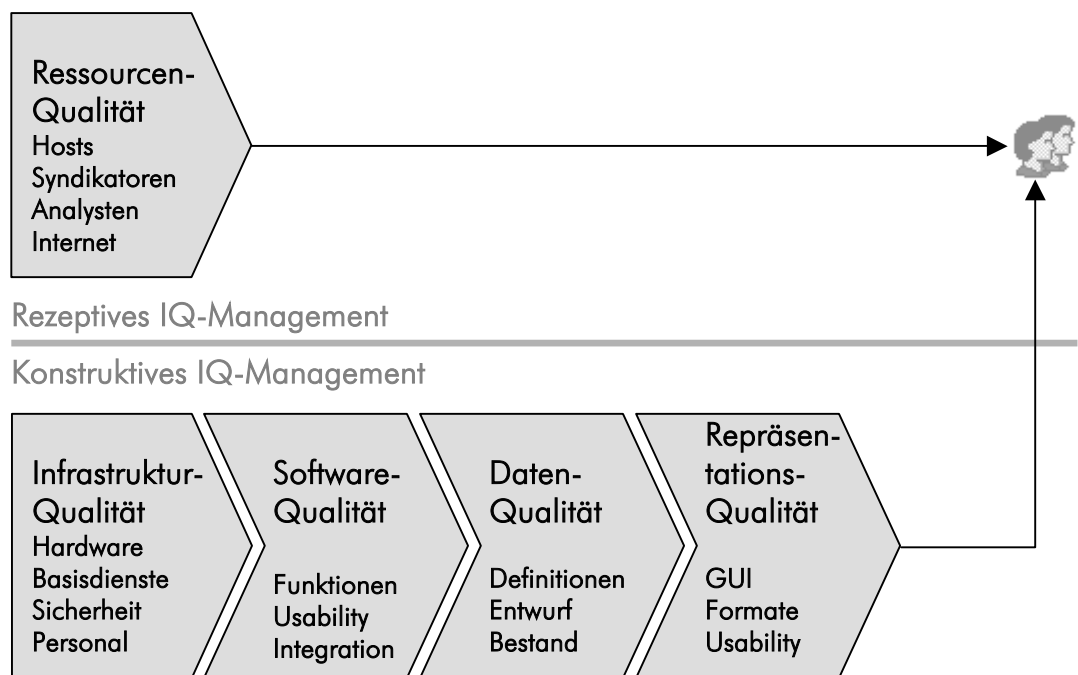 Ressourcen-
Qualität
Hosts
Syndikatoren
Analysten
Internet
Rezeptives IQ-Management
Konstruktives IQ-Management
Infrastruktur-
Qualität
Hardware
Basisdienste
Sicherheit
Personal
Software-
Qualität
Funktionen
Usability
Integration
Daten-
Qualität
Definitionen
Entwurf
Bestand
Repräsen-
tations-
Qualität
GUI
Formate
Usability